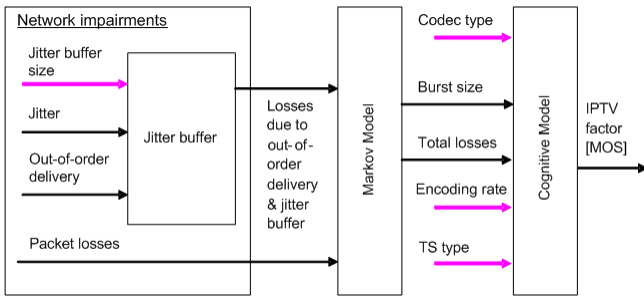 Network impairments
Jitter buffer
size
Jitter
Out-of-order
delivery
Packet losses
Jitter buffer
Losses
due to
out-of-
order
delivery
& jitter
buffer
Markov Model
Codec type
Burst size
Total losses
Encoding rate
TS type
Cognitive Model
IPTV
factor
[MOS]